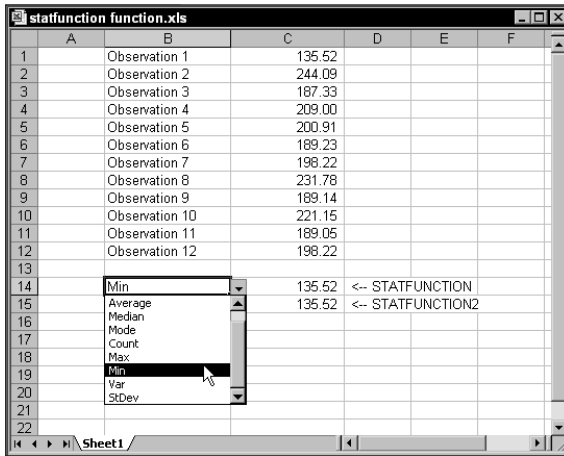 statfunction function.xls
A B C D E F
1 Observation 1 135.52
2 Observation 2 244.09
3 Observation 3 187.33
4 Observation 4 209.00
5 Observation 5 200.91
6 Observation 6 189.23
7 Observation 7 198.22
8 Observation 8 231.78
9 Observation 9 189.14
10 Observation 10 221.15
11 Observation 11 189.05
12 Observation 12 198.22
13
14 Min 135.52 <-- STATFUNCTION
15 Average 135.52 <-- STATFUNCTION2
16 Median
Mode
17 Count
18 Max
19 Min
Var
20 StDev
21
22
Sheet1